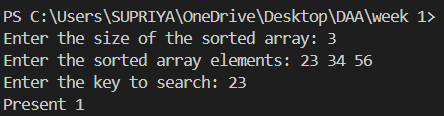 PS C:\Users\SUPRIYA\OneDrive\Desktop\DAA\week 1>
Enter the size of the sorted array: 3
Enter the sorted array elements: 23 34 56
Enter the key to search: 23
Present 1